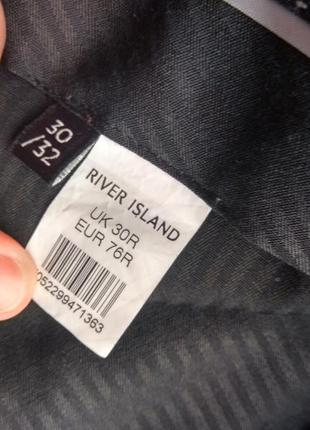 30
/32
RIVER ISLAND
UK 30R
EUR 76R
052299471363